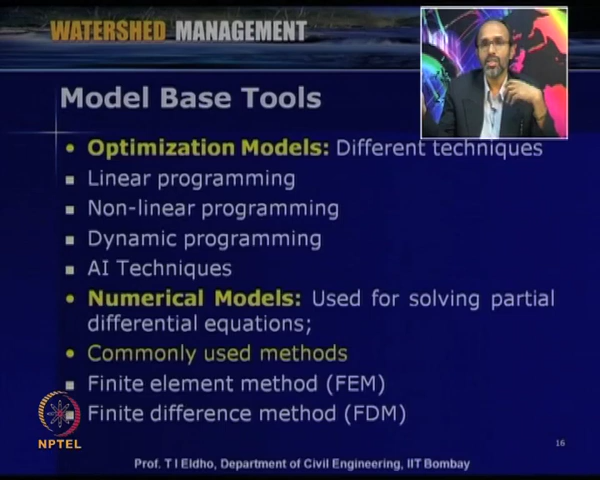 WATERSHED MANAGEMENT
Model Base Tools
• Optimization Models: Different techniques
▪ Linear programming
▪ Non-linear programming
▪ Dynamic programming
▪ AI Techniques
• Numerical Models: Used for solving partial
differential equations;
• Commonly used methods
▪ Finite element method (FEM)
▪ Finite difference method (FDM)
NPTEL
16
Prof. T I Eldho, Department of Civil Engineering, IIT Bombay